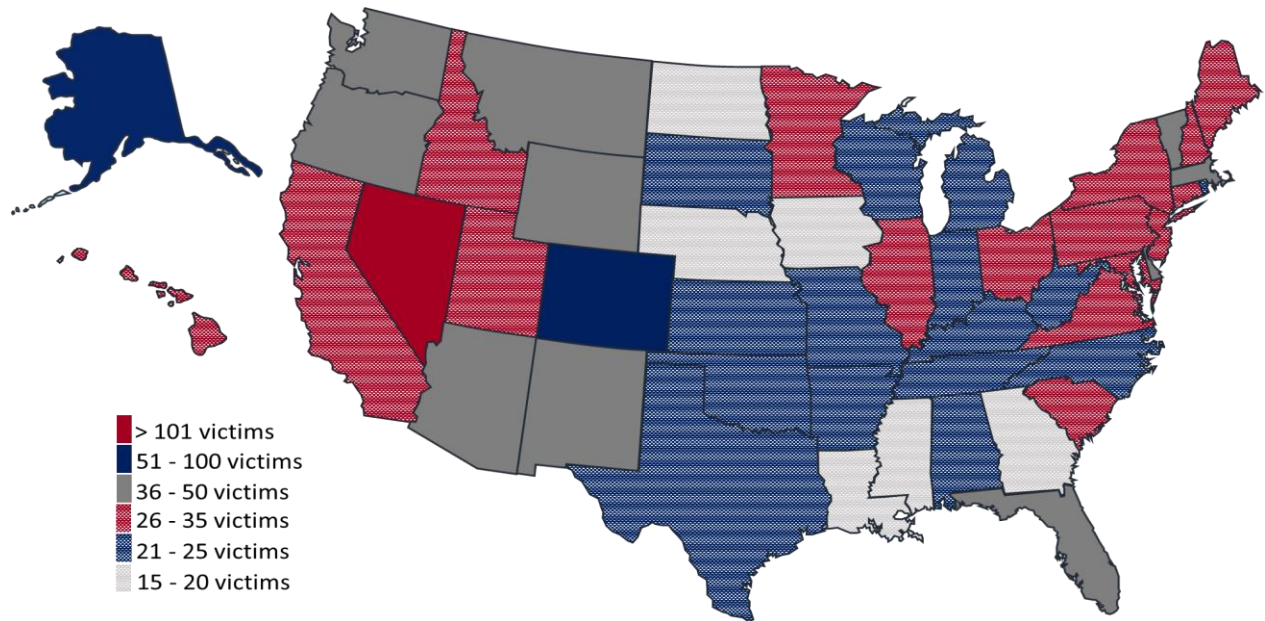 > 101 victims
51 - 100 victims
36 - 50 victims
26 - 35 victims
21 - 25 victims
15 - 20 victims